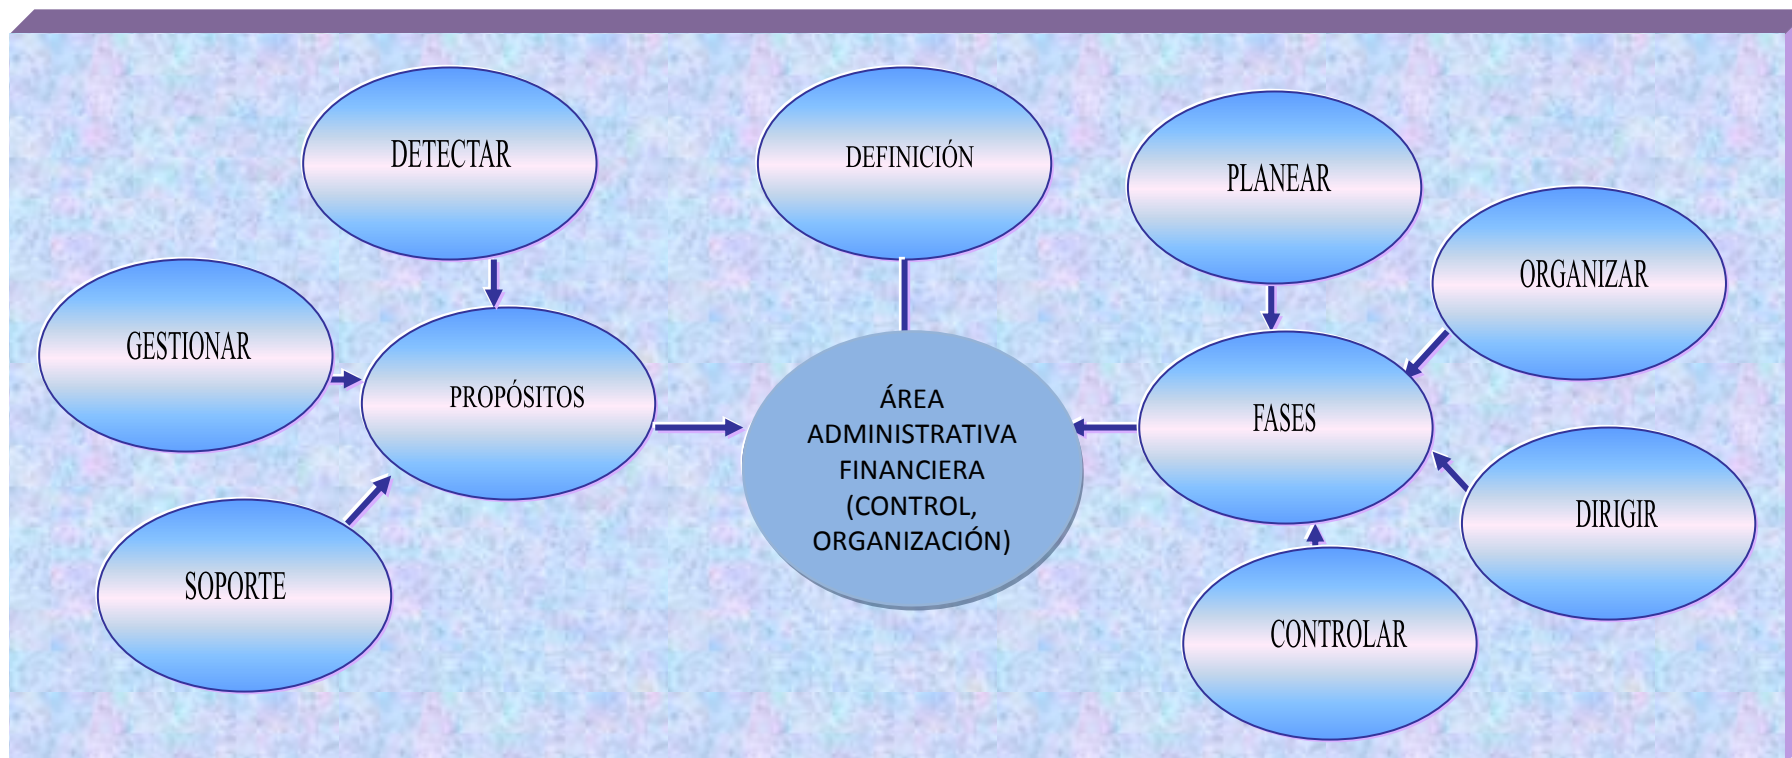 DETECTAR
DEFINICIÓN
PLANEAR
ORGANIZAR
GESTIONAR
PROPÓSITOS
ÁREA
ADMINISTRATIVA
FINANCIERA
(CONTROL,
ORGANIZACIÓN)
FASES
DIRIGIR
SOPORTE
CONTROLAR